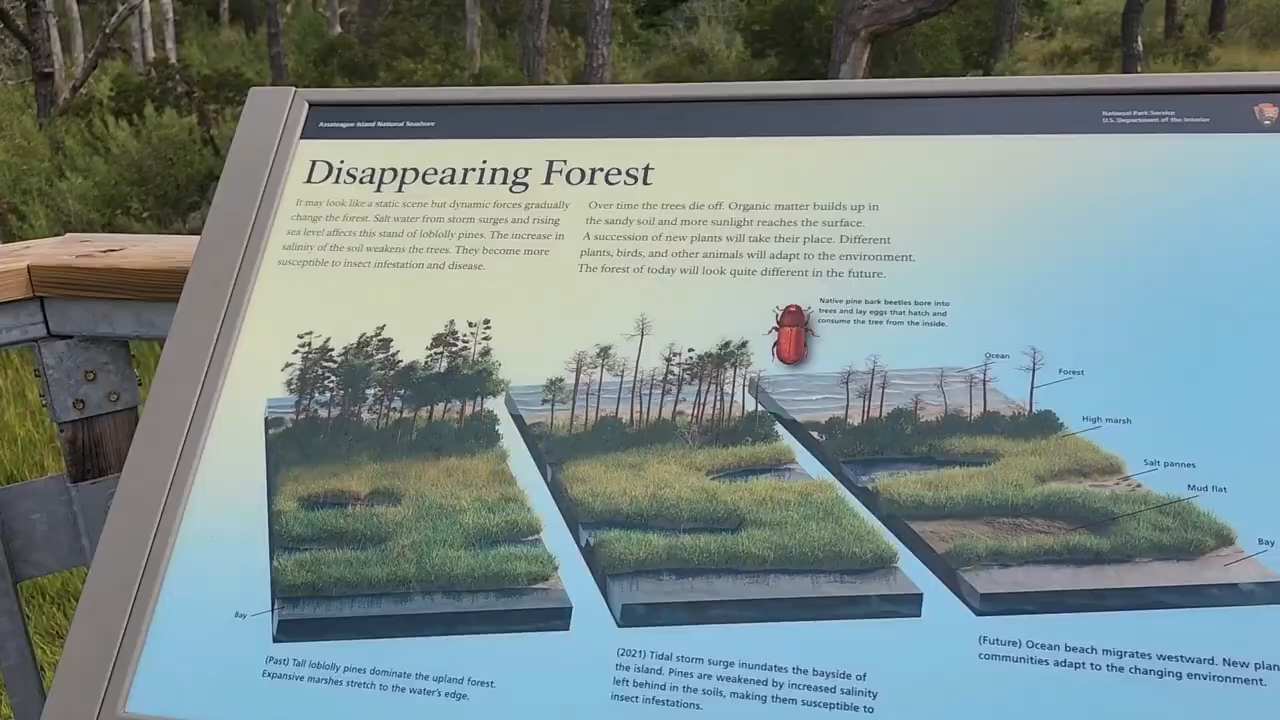 Assateague Island National Seashore
National Park Service
U.S. Department of the Interior
Disappearing Forest
It may look like a static scene but dynamic forces gradually
change the forest. Salt water from storm surges and rising
sea level affects this stand of loblolly pines. The increase in
salinity of the soil weakens the trees. They become more
susceptible to insect infestation and disease.
Over time the trees die off. Organic matter builds up in
the sandy soil and more sunlight reaches the surface.
A succession of new plants will take their place. Different
plants, birds, and other animals will adapt to the environment.
The forest of today will look quite different in the future.
Native pine bark beetles bore into
trees and lay eggs that hatch and
consume the tree from the inside.
Ocean
Forest
High marsh
Salt pannes
Mud flat
Bay
Bay
(Past) Tall loblolly pines dominate the upland forest.
Expansive marshes stretch to the water's edge.
(2021) Tidal storm surge inundates the bayside of
the island. Pines are weakened by increased salinity
left behind in the soils, making them susceptible to
insect infestations.
(Future) Ocean beach migrates westward. New plan
communities adapt to the changing environment.